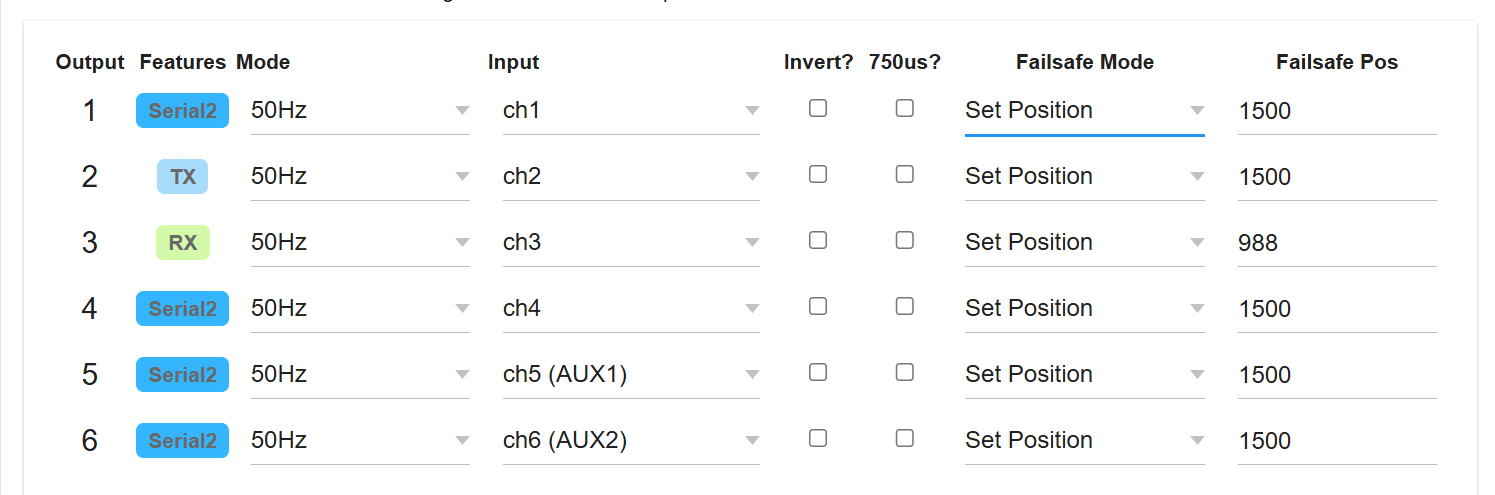 Output Features Mode Input Invert? 750us? Failsafe Mode Failsafe Pos
1 Serial2 50Hz ch1 Set Position 1500
2 TX 50Hz ch2 Set Position 1500
3 RX 50Hz ch3 Set Position 988
4 Serial2 50Hz ch4 Set Position 1500
5 Serial2 50Hz ch5 (AUX1) Set Position 1500
6 Serial2 50Hz ch6 (AUX2) Set Position 1500